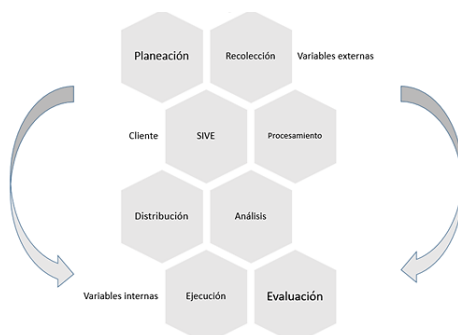 Planeación
Recolección
Variables externas
Cliente
SIVE
Procesamiento
Distribución
Análisis
Variables internas
Ejecución
Evaluación